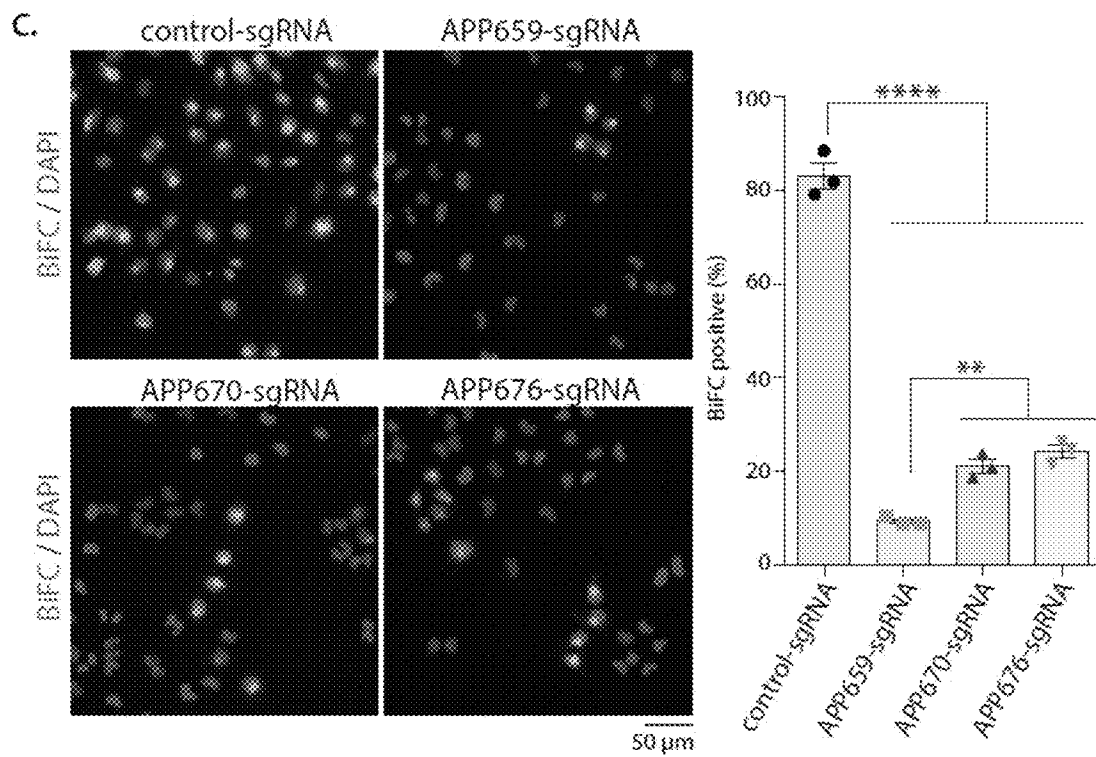 C.
control-sgRNA
APP659-sgRNA
BiFC / DAPI
APP670-sgRNA
APP676-sgRNA
BiFC / DAPI
50 µm
BiFC positive (%)
100
80
60
40
20
0
****
**
control-sgRNA
APP659-sgRNA
APP670-sgRNA
APP676-sgRNA